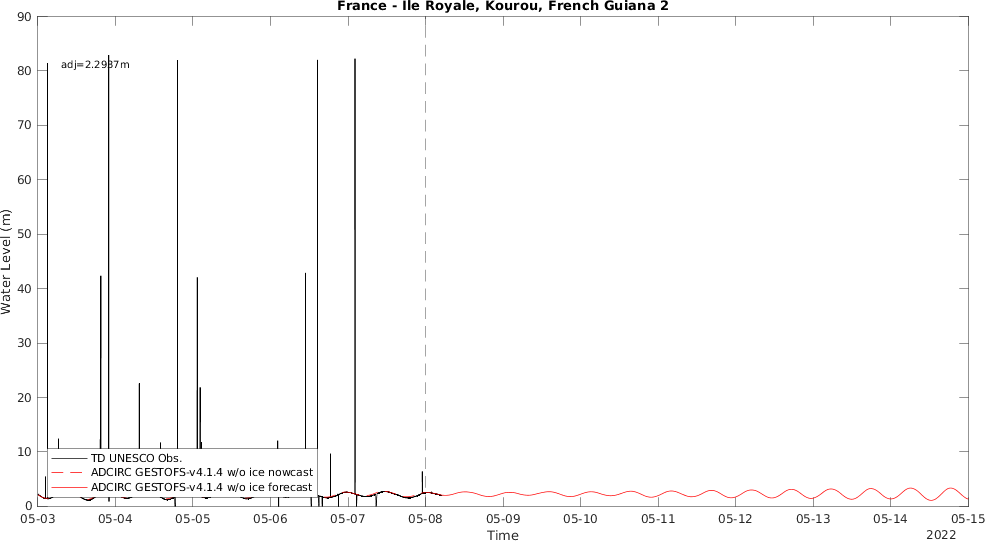 France - Ile Royale, Kourou, French Guiana 2
90
80
70
60
50
40
30
20
10
0
Water Level (m)
adj=2.2987m
TD UNESCO Obs.
ADCIRC GESTOFS-v4.1.4 w/o ice nowcast
ADCIRC GESTOFS-v4.1.4 w/o ice forecast
05-03 05-04 05-05 05-06 05-07 05-08 05-09 05-10 05-11 05-12 05-13 05-14 05-15
Time
2022